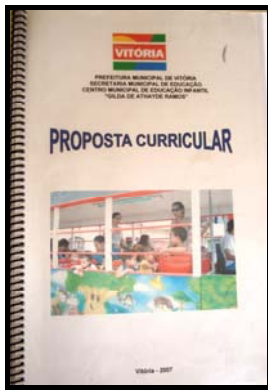 VITÓRIA
PREFEITURA MUNICIPAL DE VITÓRIA
SECRETARIA MUNICIPAL DE EDUCAÇÃO
CENTRO MUNICIPAL DE EDUCAÇÃO INFANTIL
"GILDA DE ATHAYDE RAMOS"
PROPOSTA CURRICULAR
Vitória - 2007